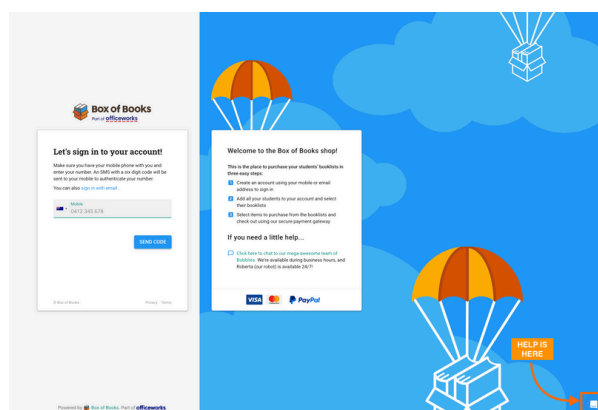 Box of Books
Part of officeworks
Let's sign in to your account!
Make sure you have your mobile phone with you and
enter your number. An SMS with a six digit code will be
sent to your mobile to authenticate your number.
You can also sign in with email .
Mobile
0412 345 678
SEND CODE
© Box of Books
Privacy · Terms
Powered by Box of Books. Part of officeworks
Welcome to the Box of Books shop!
This is the place to purchase your students' booklists in
three easy steps:
1 Create an account using your mobile or email
address to sign in
2 Add all your students to your account and select
their booklists
3 Select items to purchase from the booklists and
check out using our secure payment gateway
If you need a little help...
Click here to chat to our mega-awesome team of
Robbins. We're available during business hours, and
Roberta (our robot) is available 24/7!
VISA PayPal
HELP IS
HERE